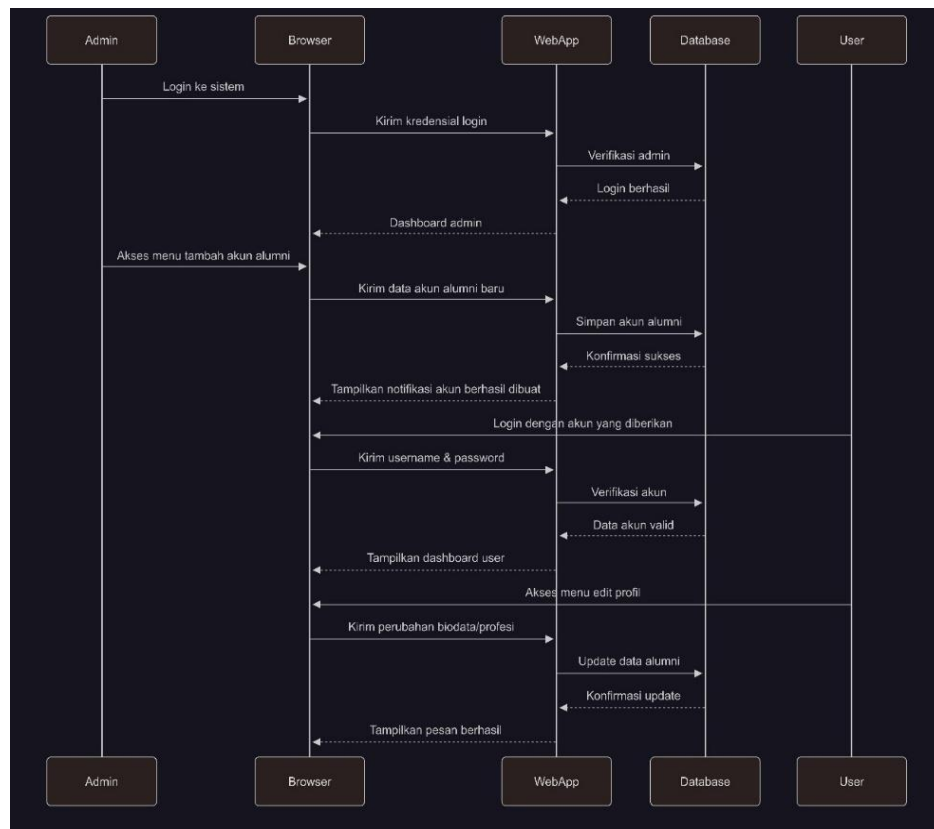 Admin
Browser
WebApp
Database
User
Login ke sistem
Kirim kredensial login
Verifikasi admin
Login berhasil
Dashboard admin
Akses menu tambah akun alumni
Kirim data akun alumni baru
Simpan akun alumni
Konfirmasi sukses
Tampilkan notifikasi akun berhasil dibuat
Login dengan akun yang diberikan
Kirim username & password
Verifikasi akun
Data akun valid
Tampilkan dashboard user
Akses menu edit profil
Kirim perubahan biodata/profesi
Update data alumni
Konfirmasi update
Tampilkan pesan berhasil
Admin
Browser
WebApp
Database
User